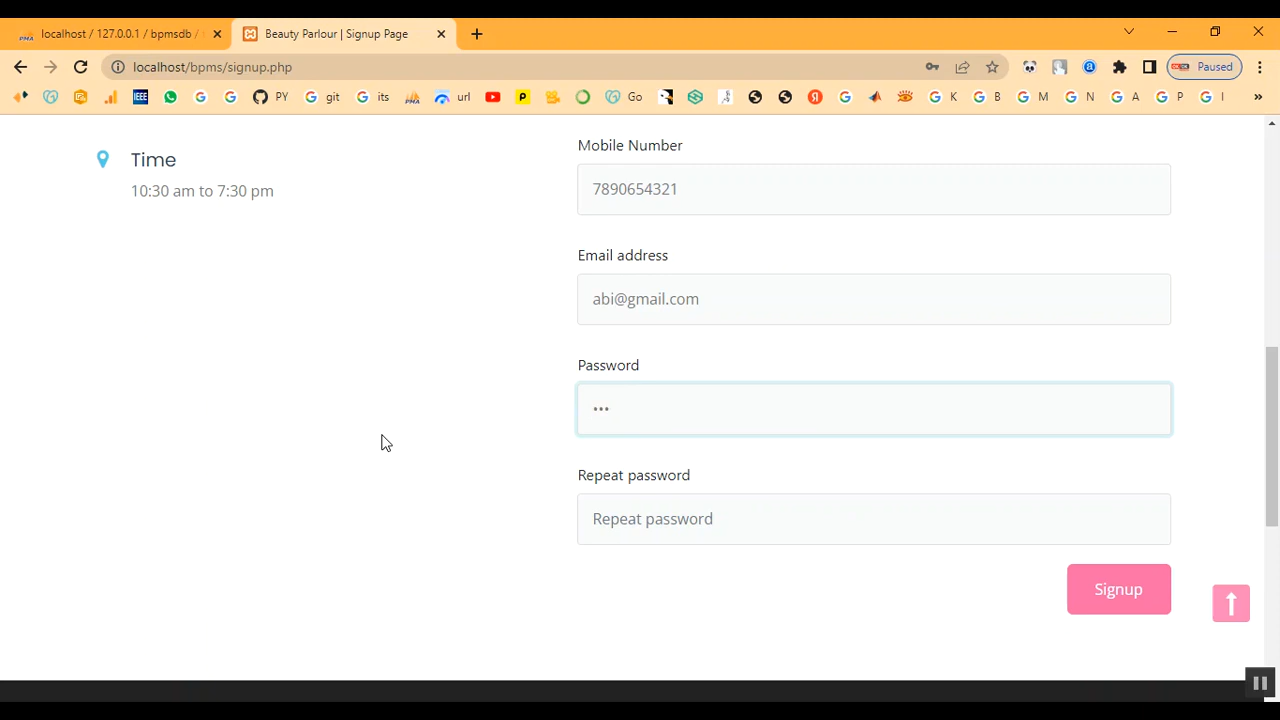 localhost / 127.0.0.1 / bpmsdb /
Beauty Parlour | Signup Page
localhost/bpms/signup.php
Paused
IEEE
PY
git
its
PMA
url
Go
K
B
M
N
A
P
I
»
Time
10:30 am to 7:30 pm
Mobile Number
7890654321
Email address
abi@gmail.com
Password
•••
Repeat password
Repeat password
Signup